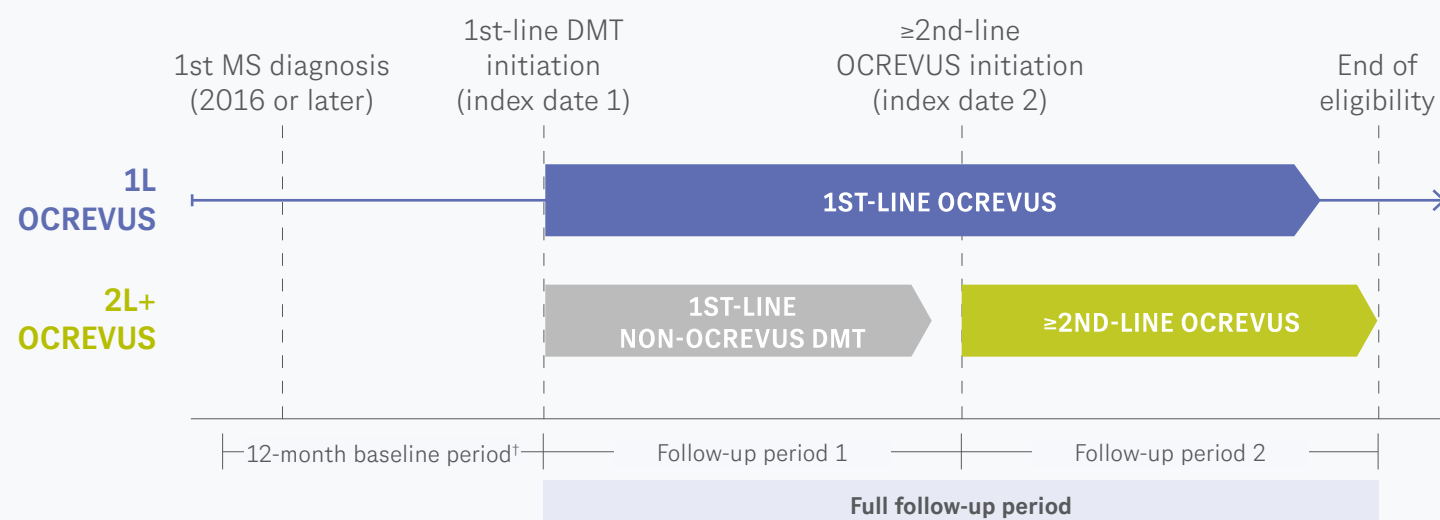 1st MS diagnosis
(2016 or later)
1st-line DMT
initiation
(index date 1)
≥2nd-line
OCREVUS initiation
(index date 2)
End of
eligibility
1L
OCREVUS
1ST-LINE OCREVUS
2L+
OCREVUS
1ST-LINE
NON-OCREVUS DMT
≥2ND-LINE OCREVUS
12-month baseline period†
Follow-up period 1
Follow-up period 2
Full follow-up period